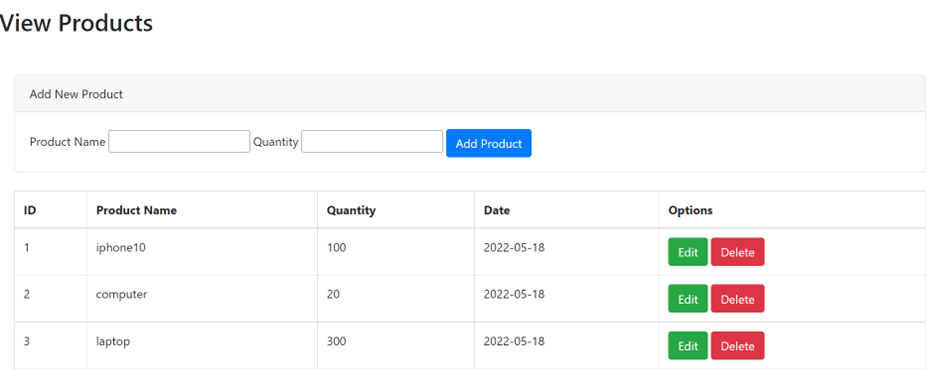 View Products
Add New Product
Product Name Quantity Add Product
ID Product Name Quantity Date Options
1 iphone10 100 2022-05-18 Edit Delete
2 computer 20 2022-05-18 Edit Delete
3 laptop 300 2022-05-18 Edit Delete